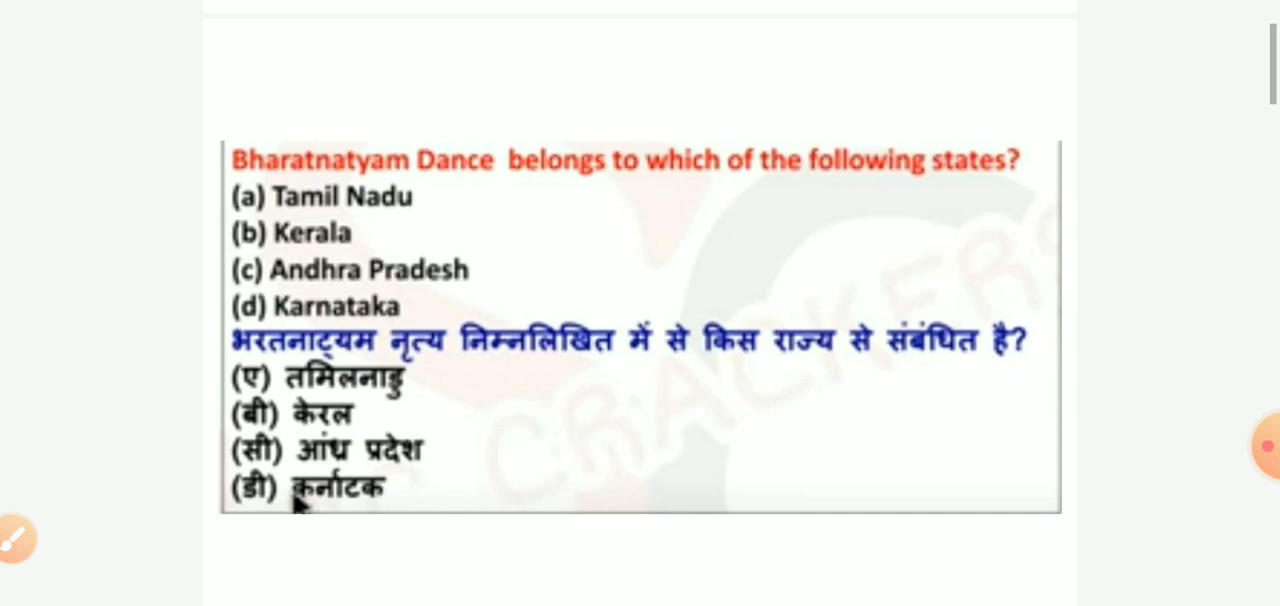 Bharatnatyam Dance belongs to which of the following states?
(a) Tamil Nadu
(b) Kerala
(c) Andhra Pradesh
(d) Karnataka
भरतनाट्यम नृत्य निम्नलिखित में से किस राज्य से संबंधित है?
(ए) तमिलनाडु
(बी) केरल
(सी) आंध्र प्रदेश
(डी) कर्नाटक
CRACKERS